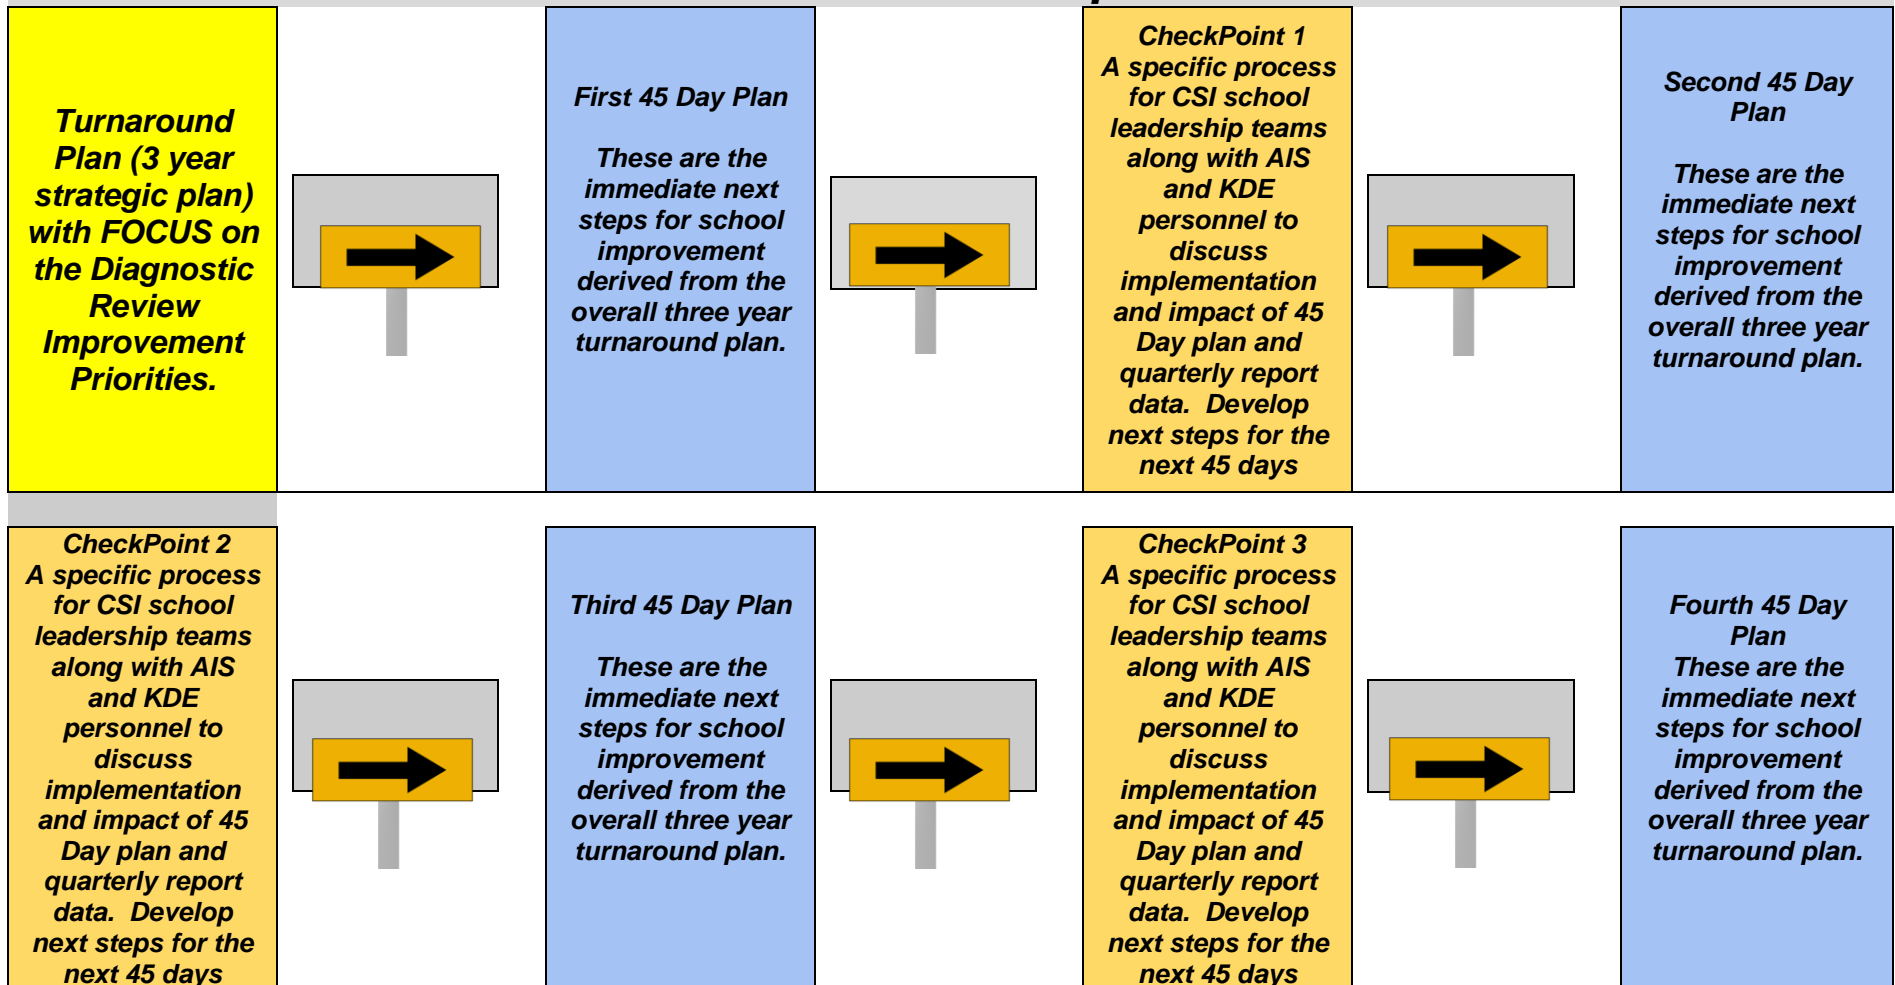 Turnaround
Plan (3 year
strategic plan)
with FOCUS on
the Diagnostic
Review
Improvement
Priorities.
First 45 Day Plan
These are the
immediate next
steps for school
improvement
derived from the
overall three year
turnaround plan.
CheckPoint 1
A specific process
for CSI school
leadership teams
along with AIS
and KDE
personnel to
discuss
implementation
and impact of 45
Day plan and
quarterly report
data.  Develop
next steps for the
next 45 days
Second 45 Day
Plan
These are the
immediate next
steps for school
improvement
derived from the
overall three year
turnaround plan.
CheckPoint 2
A specific process
for CSI school
leadership teams
along with AIS
and KDE
personnel to
discuss
implementation
and impact of 45
Day plan and
quarterly report
data.  Develop
next steps for the
next 45 days
Third 45 Day Plan
These are the
immediate next
steps for school
improvement
derived from the
overall three year
turnaround plan.
CheckPoint 3
A specific process
for CSI school
leadership teams
along with AIS
and KDE
personnel to
discuss
implementation
and impact of 45
Day plan and
quarterly report
data.  Develop
next steps for the
next 45 days
Fourth 45 Day
Plan
These are the
immediate next
steps for school
improvement
derived from the
overall three year
turnaround plan.